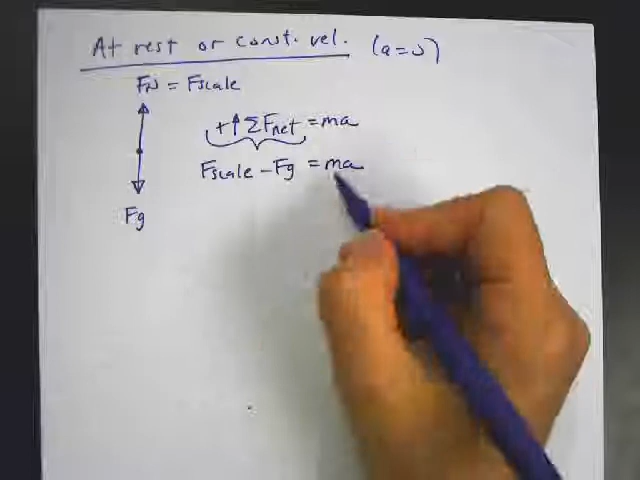 At rest or const. vel. (a=0)
FN = Fscale
+↑ ΣFnet = ma
Fscale - Fg = ma
Fg